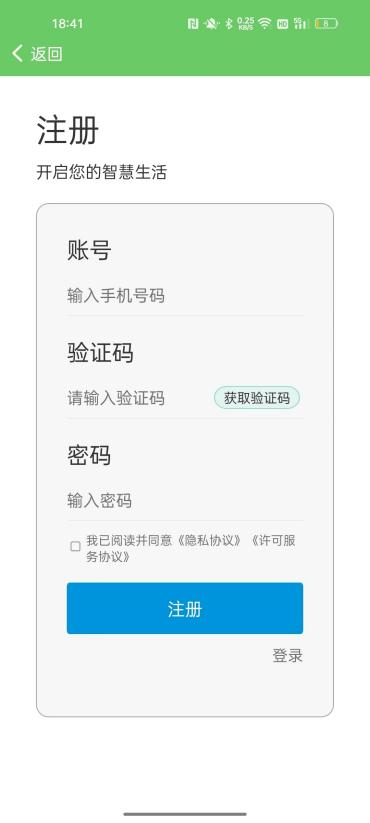 18:41
0.25
KB/S
HD
5G
8
返回
注册
开启您的智慧生活
账号
输入手机号码
验证码
请输入验证码
获取验证码
密码
输入密码
我已阅读并同意《隐私协议》《许可服
务协议》
注册
登录